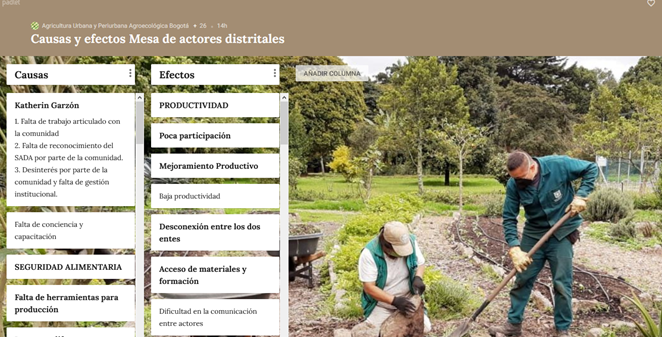 padlet
Agricultura Urbana y Periurbana Agroecológica Bogotá • 26 . 14h
Causas y efectos Mesa de actores distritales
Causas
Katherin Garzón
1. Falta de trabajo articulado con
la comunidad
2. Falta de reconocimiento del
SADA por parte de la comunidad.
3. Desinterés por parte de la
comunidad y falta de gestión
institucional.
Falta de conciencia y
capacitación
SEGURIDAD ALIMENTARIA
Falta de herramientas para
producción
Efectos
PRODUCTIVIDAD
Poca participación
Mejoramiento Productivo
Baja productividad
Desconexión entre los dos
entes
Acceso de materiales y
formación
Dificultad en la comunicación
entre actores
AÑADIR COLUMNA